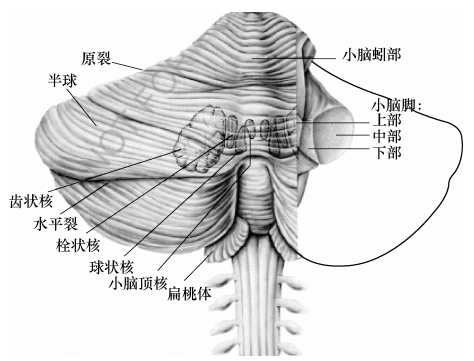 原裂
小脑蚓部
半球
小脑脚：
上部
中部
下部
齿状核
水平裂
栓状核
球状核
小脑顶核
扁桃体